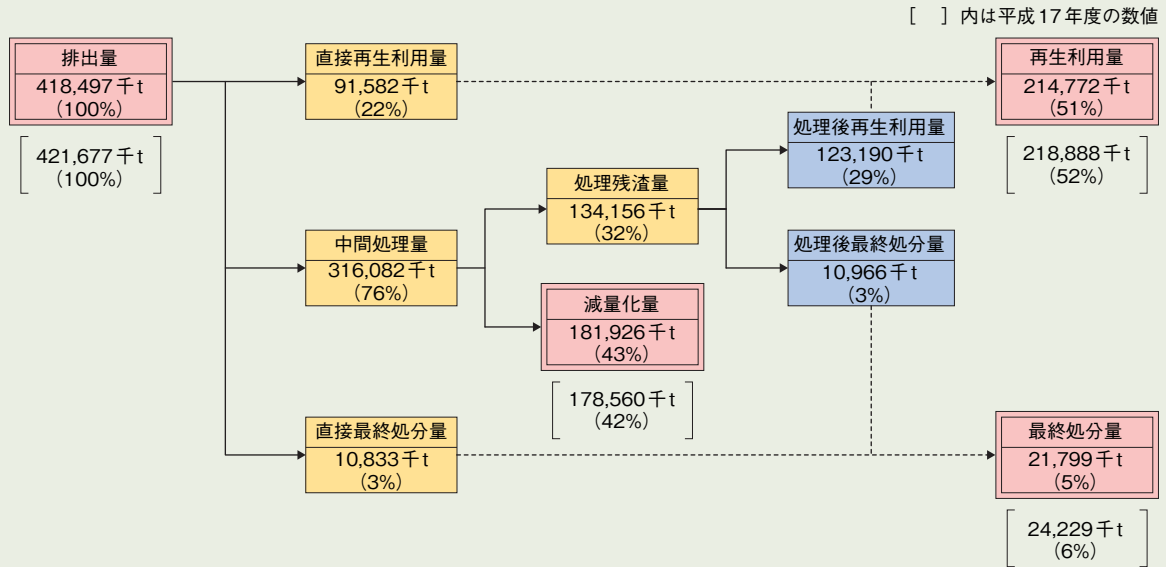 ［　］内は平成17年度の数値
排出量
418,497千t
(100%)
421,677千t
(100%)
直接再生利用量
91,582千t
(22%)
中間処理量
316,082千t
(76%)
直接最終処分量
10,833千t
(3%)
処理残渣量
134,156千t
(32%)
減量化量
181,926千t
(43%)
178,560千t
(42%)
処理後再生利用量
123,190千t
(29%)
処理後最終処分量
10,966千t
(3%)
再生利用量
214,772千t
(51%)
218,888千t
(52%)
最終処分量
21,799千t
(5%)
24,229千t
(6%)